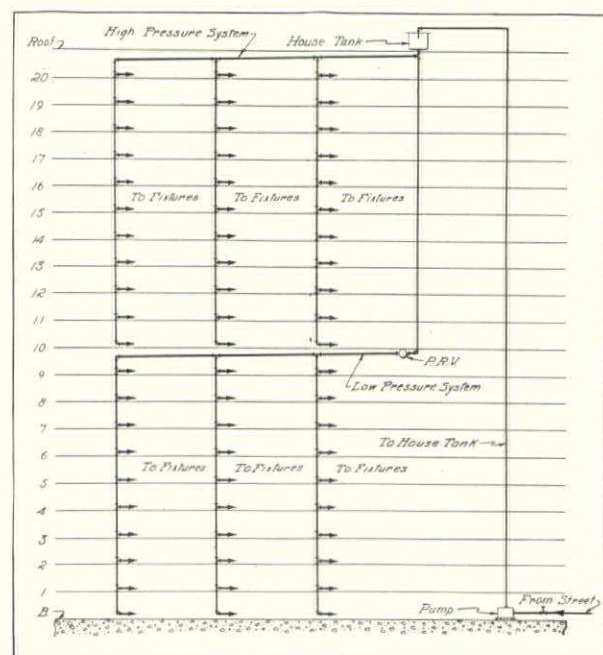 High Pressure System
House Tank
Roof
20
19
18
17
16
To Fixtures To Fixtures To Fixtures
15
14
13
12
11
10
P.R.V.
9
Low Pressure System
8
7
To House Tank
6
To Fixtures To Fixtures To Fixtures
5
4
3
2
1
From Street
Pump
B.